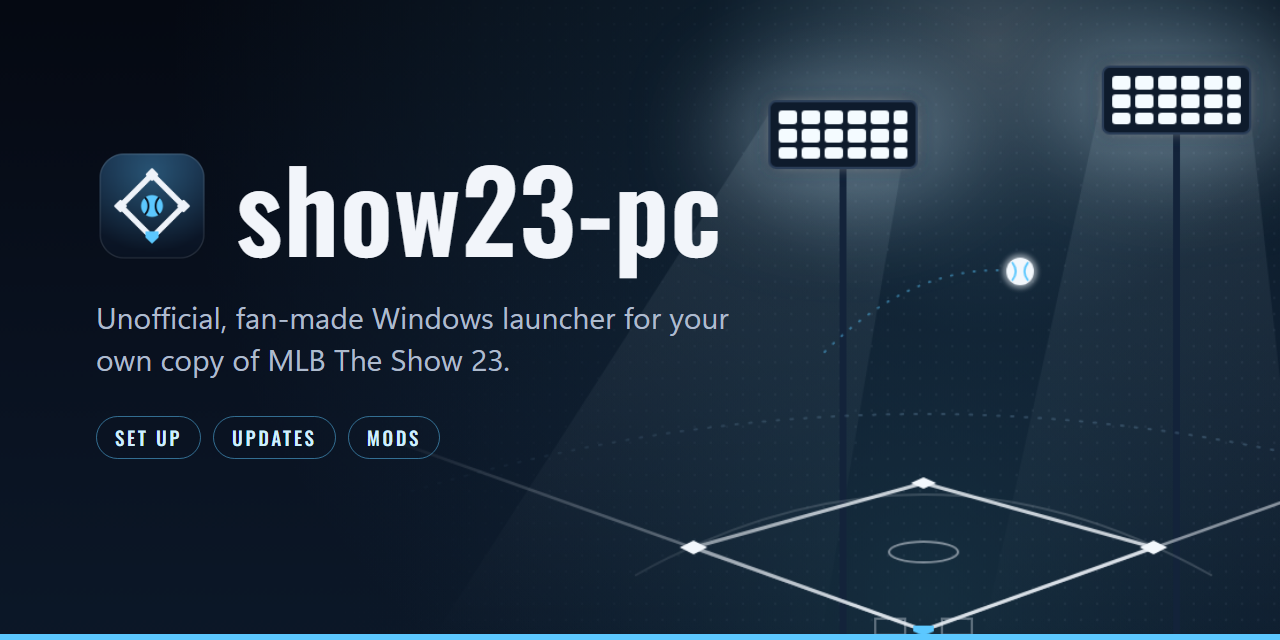 show23-pc
Unofficial, fan-made Windows launcher for your
own copy of MLB The Show 23.
SET UP
UPDATES
MODS